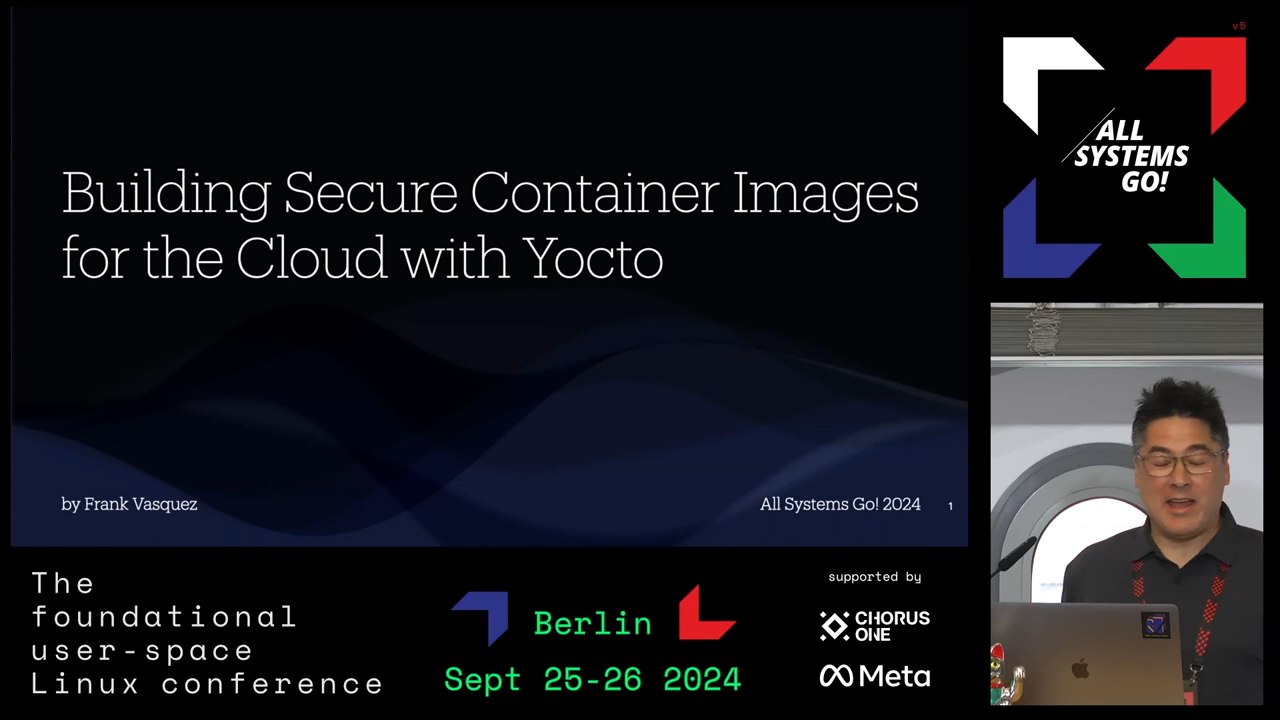 Building Secure Container Images
for the Cloud with Yocto
by Frank Vasquez
All Systems Go! 2024
1
v5
ALL
SYSTEMS
GO!
The
foundational
user-space
Linux conference
Berlin
Sept 25-26 2024
supported by
CHORUS
ONE
Meta